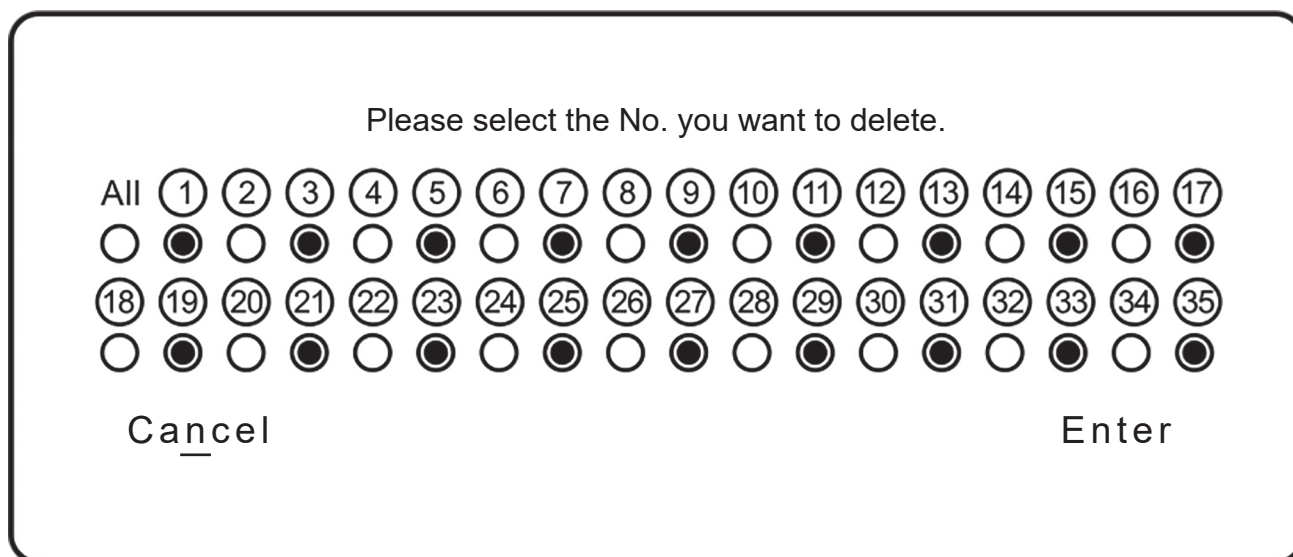 Please select the No. you want to delete.
All 1 2 3 4 5 6 7 8 9 10 11 12 13 14 15 16 17
18 19 20 21 22 23 24 25 26 27 28 29 30 31 32 33 34 35
Cancel Enter